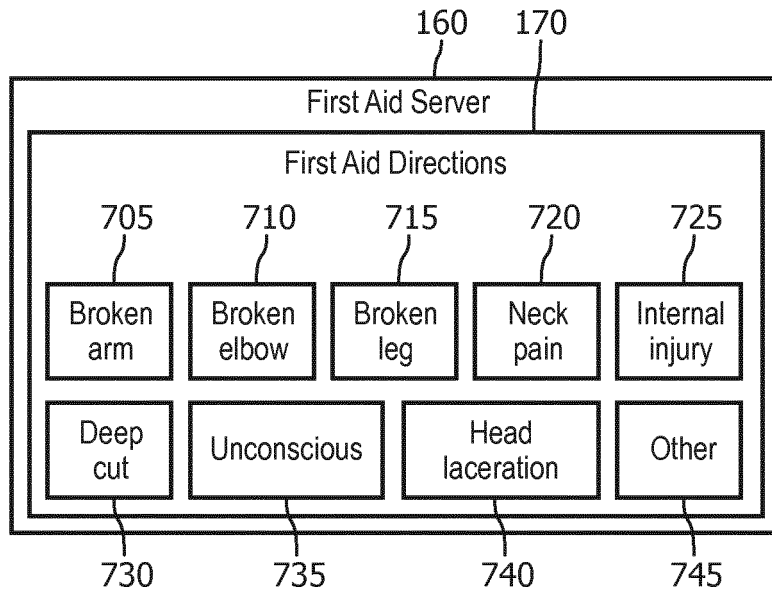 160 170
First Aid Server
First Aid Directions
705 710 715 720 725
Broken Broken Broken Neck Internal
arm elbow leg pain injury
Deep Unconscious Head Other
cut laceration
730 735 740 745